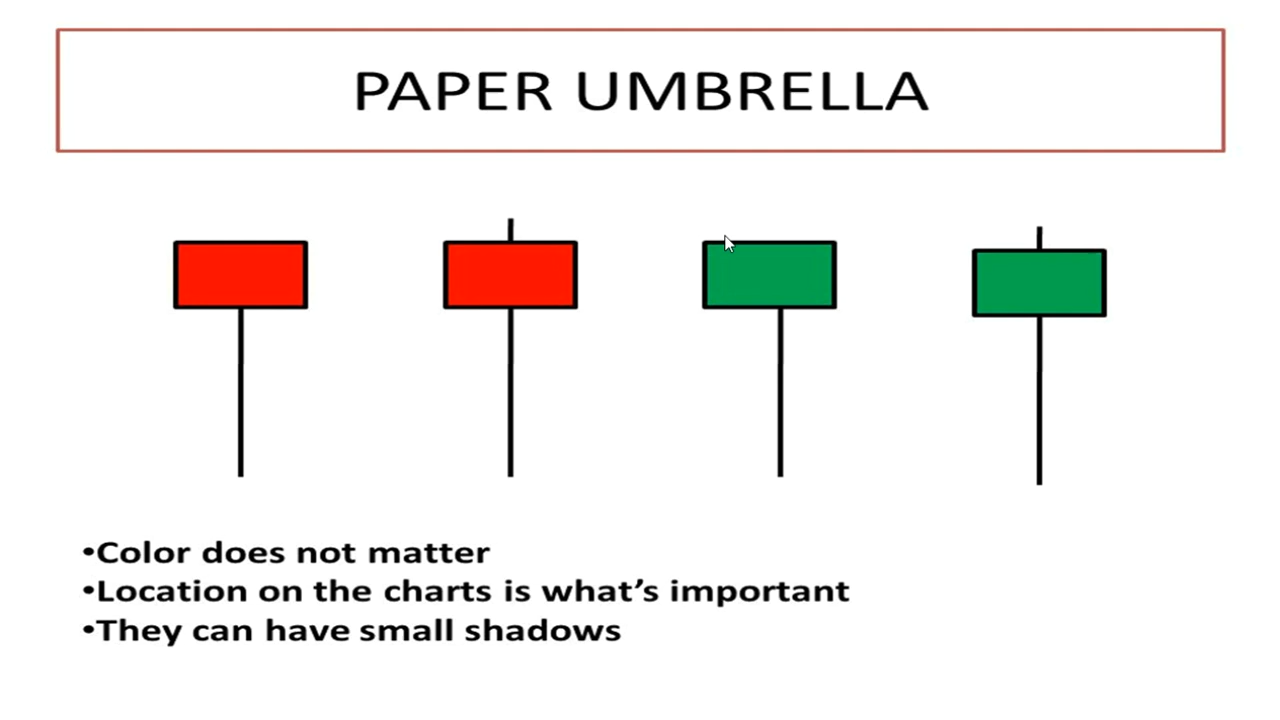 PAPER UMBRELLA
•Color does not matter
•Location on the charts is what’s important
•They can have small shadows